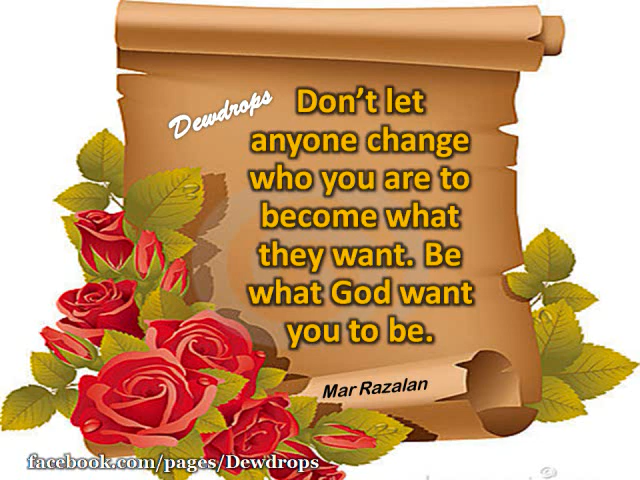 Dewdrops
Don’t let
anyone change
who you are to
become what
they want. Be
what God want
you to be.
Mar Razalan
facebook.com/pages/Dewdrops